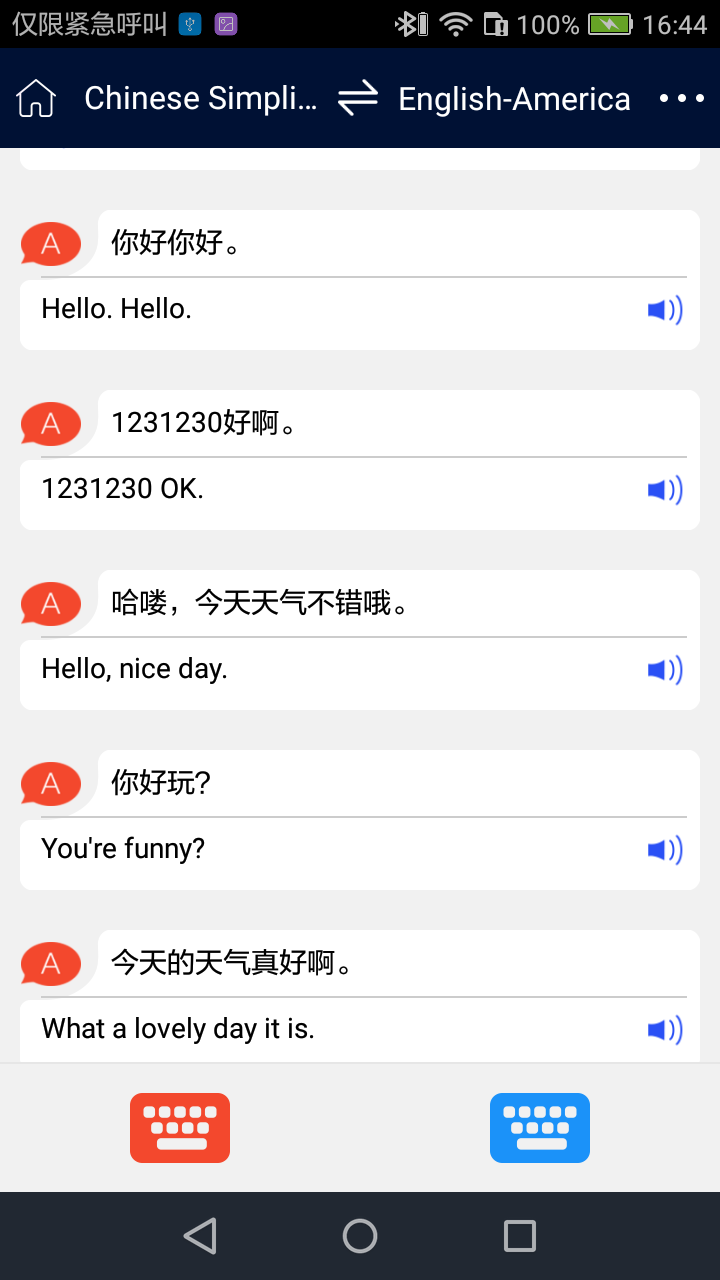 仅限紧急呼叫 100% 16:44
Chinese Simpli... English-America
A 你好你好。
Hello. Hello.
A 1231230好啊。
1231230 OK.
A 哈喽，今天天气不错哦。
Hello, nice day.
A 你好玩?
You're funny?
A 今天的天气真好啊。
What a lovely day it is.